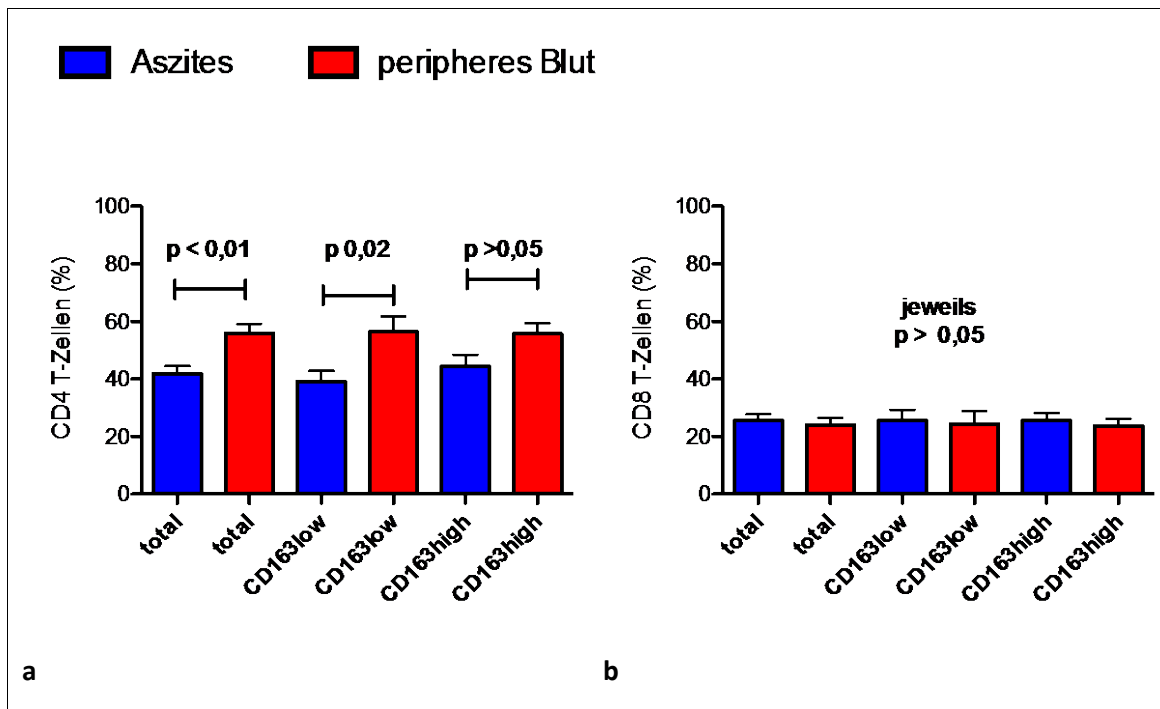 Aszites
peripheres Blut
CD4 T-Zellen (%)
100
80
60
40
20
0
p < 0,01
p 0,02
p >0,05
total
total
CD163low
CD163low
CD163high
CD163high
a
CD8 T-Zellen (%)
100
80
60
40
20
0
jeweils
p > 0,05
total
total
CD163low
CD163low
CD163high
CD163high
b